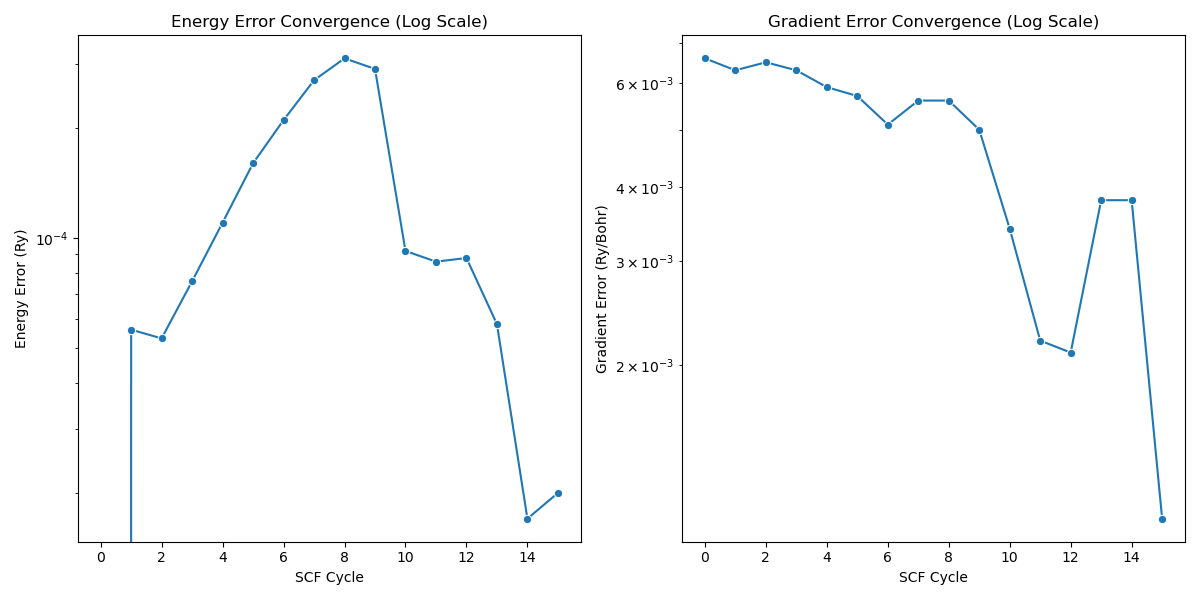 Energy Error Convergence (Log Scale)
Energy Error (Ry)
10⁻⁴
0 2 4 6 8 10 12 14
SCF Cycle
Gradient Error Convergence (Log Scale)
Gradient Error (Ry/Bohr)
6 × 10⁻³
4 × 10⁻³
3 × 10⁻³
2 × 10⁻³
0 2 4 6 8 10 12 14
SCF Cycle